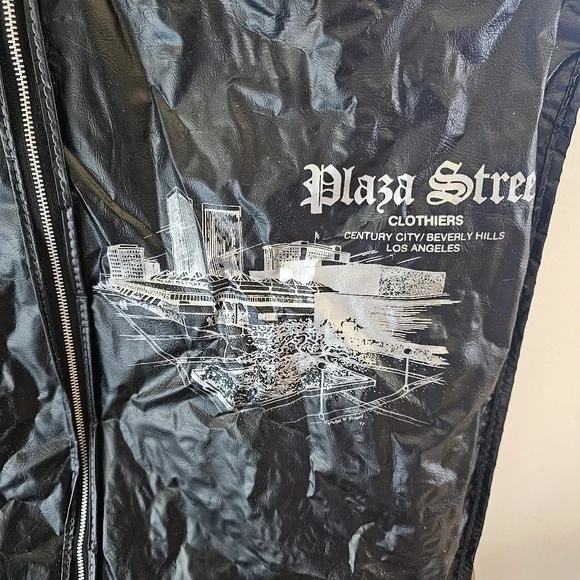 Plaza Stree
CLOTHIERS
CENTURY CITY/BEVERLY HILLS
LOS ANGELES